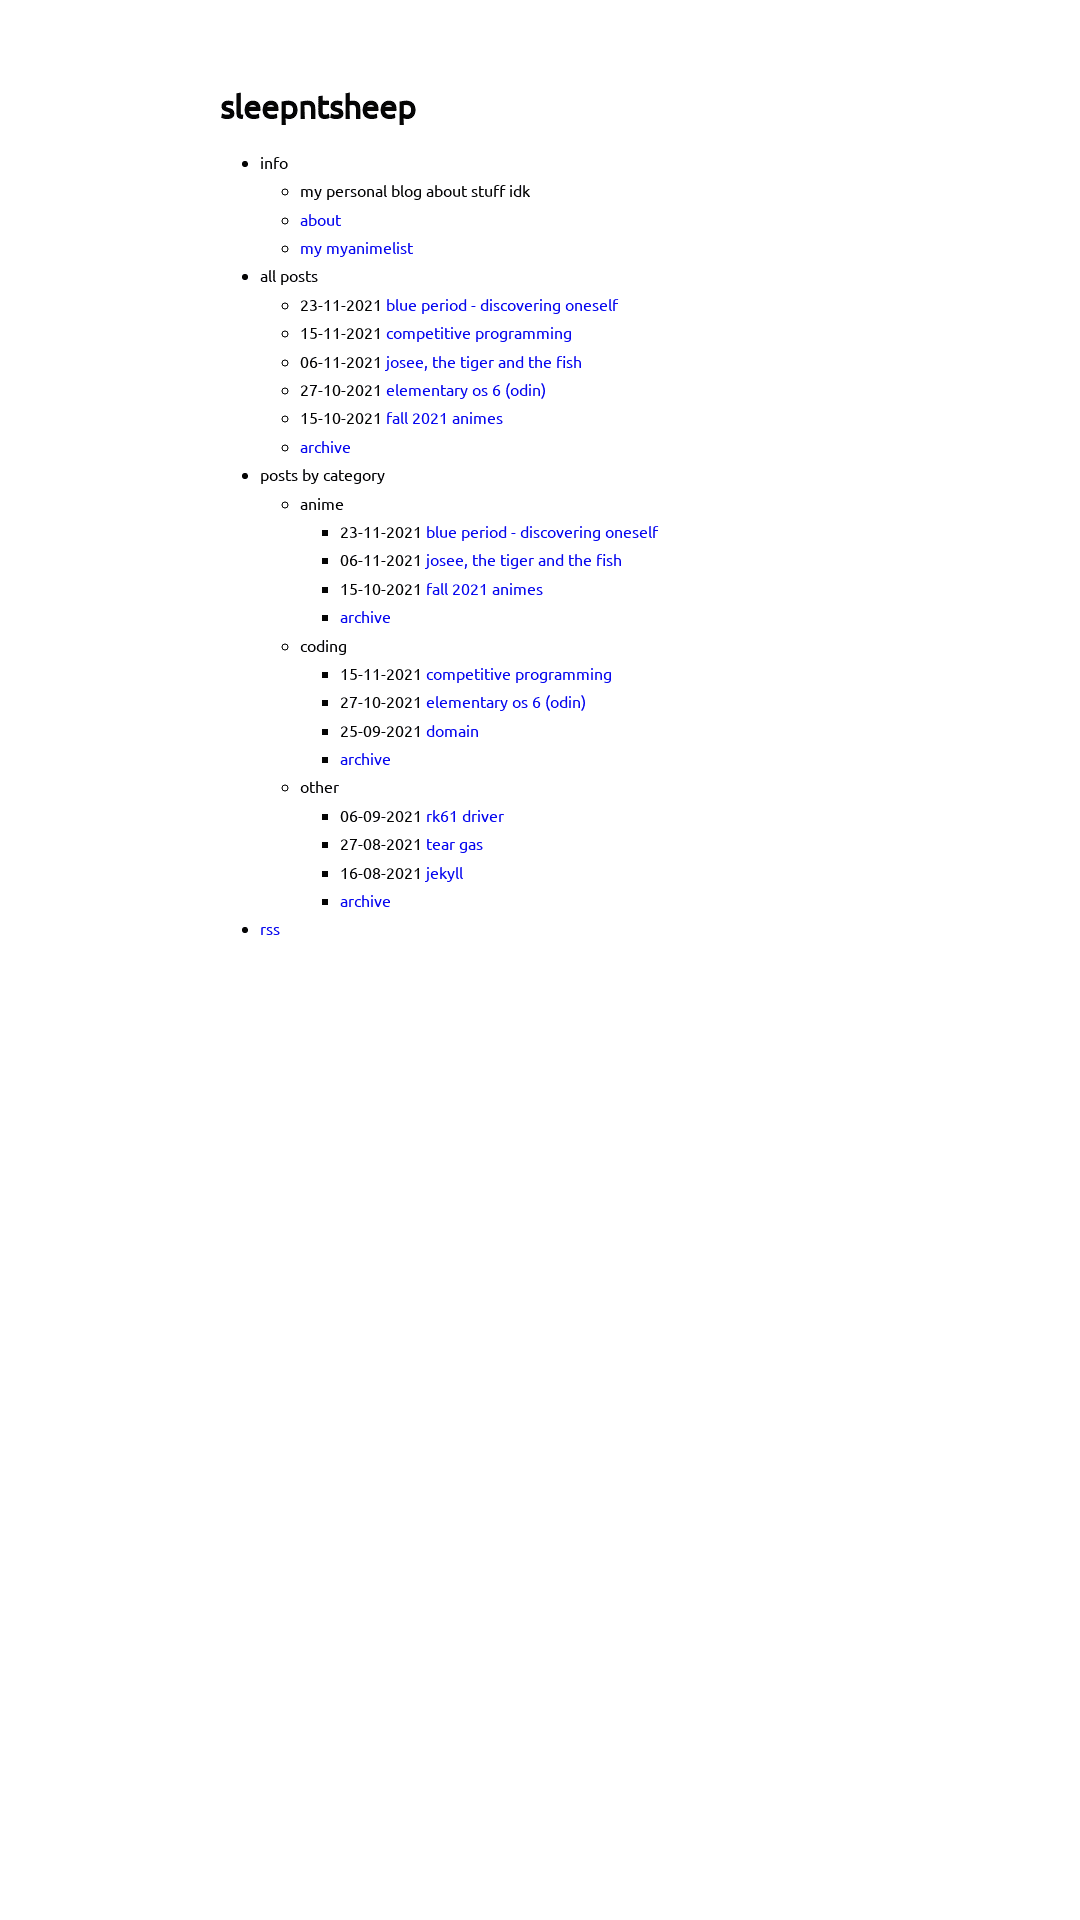 sleepntsheep
info
my personal blog about stuff idk
about
my myanimelist
all posts
23-11-2021 blue period - discovering oneself
15-11-2021 competitive programming
06-11-2021 josee, the tiger and the fish
27-10-2021 elementary os 6 (odin)
15-10-2021 fall 2021 animes
archive
posts by category
anime
23-11-2021 blue period - discovering oneself
06-11-2021 josee, the tiger and the fish
15-10-2021 fall 2021 animes
archive
coding
15-11-2021 competitive programming
27-10-2021 elementary os 6 (odin)
25-09-2021 domain
archive
other
06-09-2021 rk61 driver
27-08-2021 tear gas
16-08-2021 jekyll
archive
rss